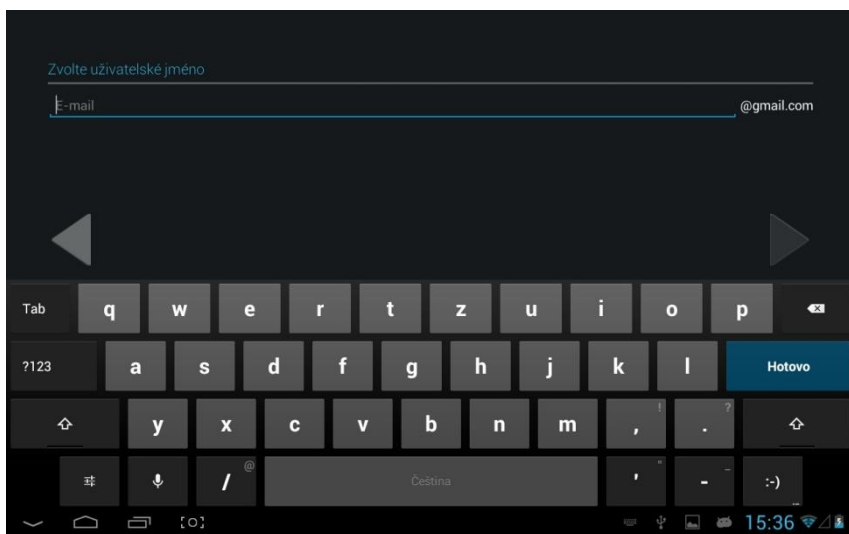 Zvolte uživatelské jméno
E-mail @gmail.com
Tab q w e r t z u i o p
?123 a s d f g h j k l Hotovo
y x c v b n m , ! . ?
/ @ Čeština ' " - _ :-) ...
15:36